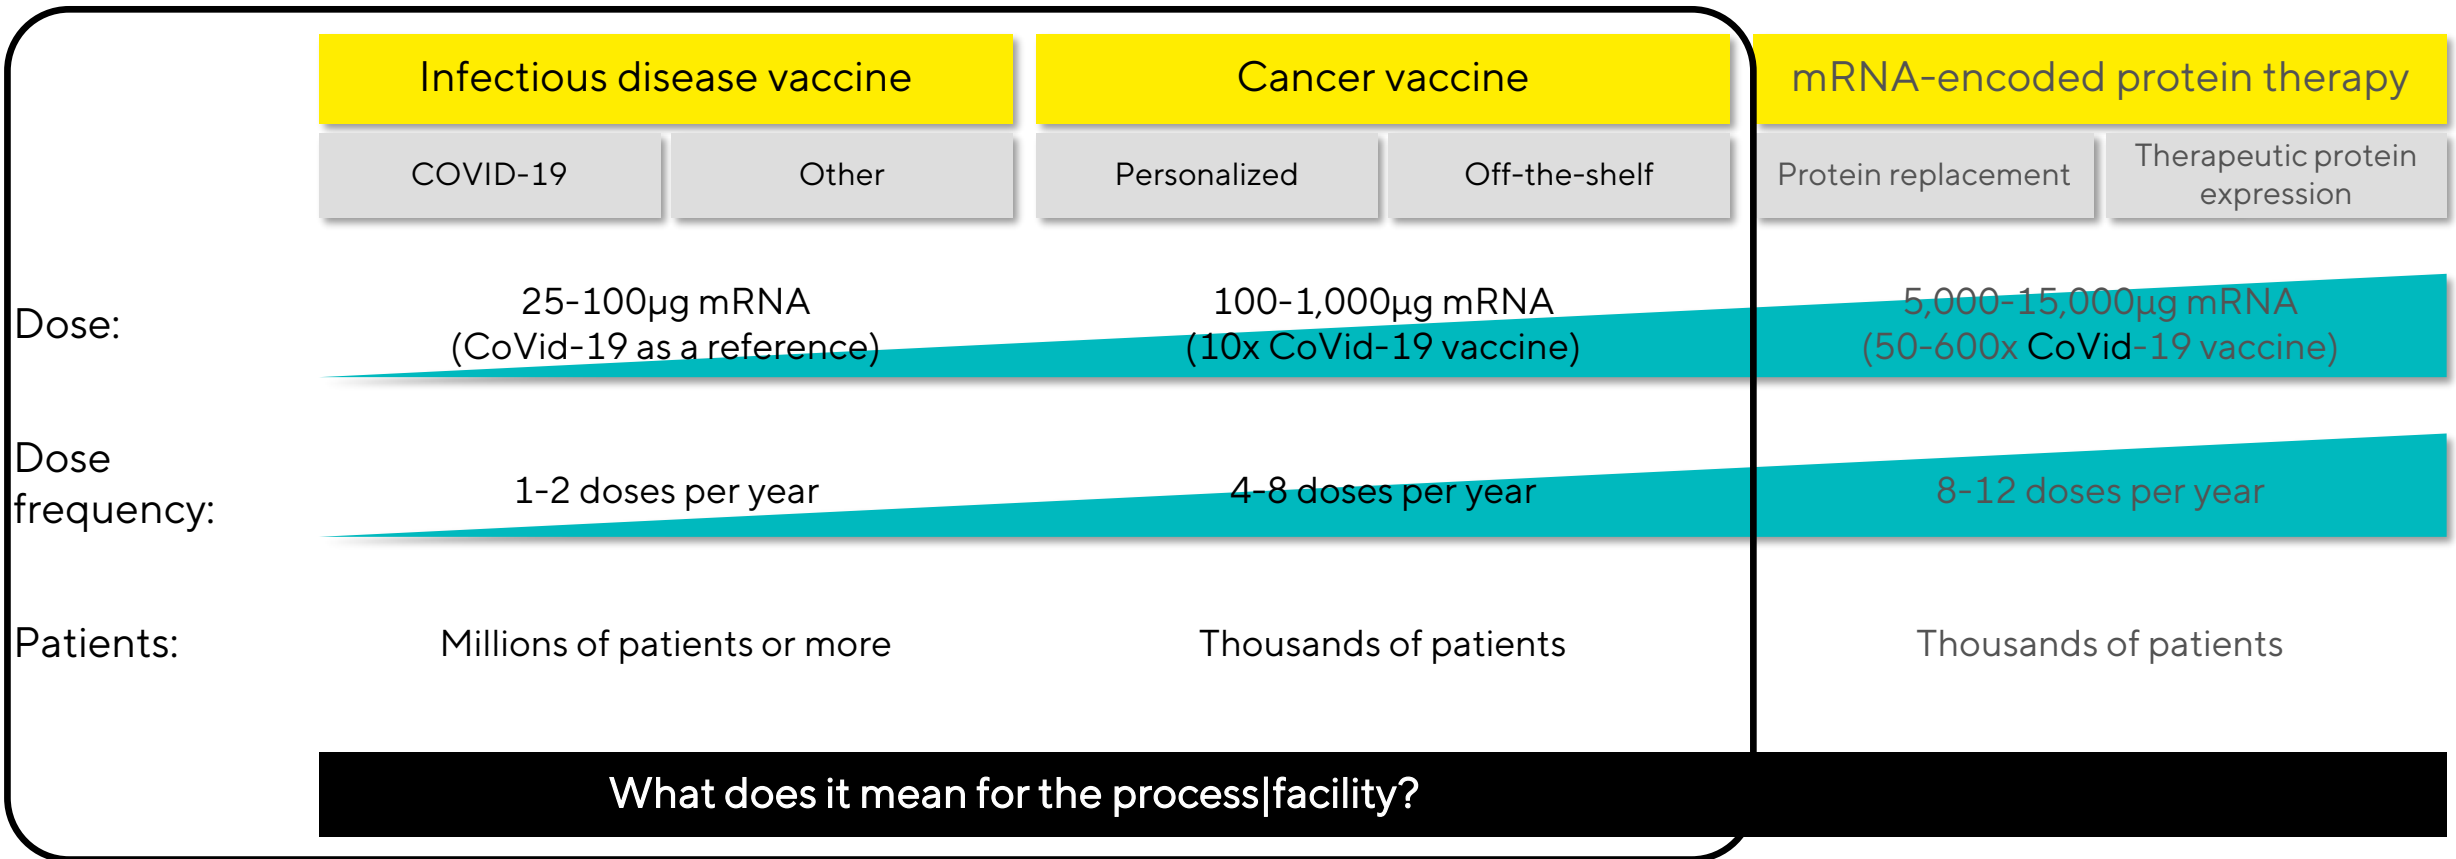 Infectious disease vaccine
Cancer vaccine
mRNA-encoded protein therapy
COVID-19
Other
Personalized
Off-the-shelf
Protein replacement
Therapeutic protein
expression
Dose:
25-100µg mRNA
(CoVid-19 as a reference)
100-1,000µg mRNA
(10x CoVid-19 vaccine)
5,000-15,000µg mRNA
(50-600x CoVid-19 vaccine)
Dose
frequency:
1-2 doses per year
4-8 doses per year
8-12 doses per year
Patients:
Millions of patients or more
Thousands of patients
Thousands of patients
What does it mean for the process|facility?